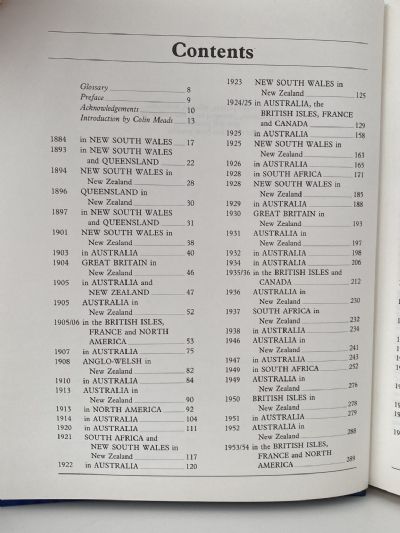 Contents
Glossary 8
Preface 9
Acknowledgements 10
Introduction by Colin Meads 13
1884 in NEW SOUTH WALES 17
1893 in NEW SOUTH WALES
and QUEENSLAND 22
1894 NEW SOUTH WALES in
New Zealand 28
1896 QUEENSLAND in
New Zealand 30
1897 in NEW SOUTH WALES
and QUEENSLAND 31
1901 NEW SOUTH WALES in
New Zealand 38
1903 in AUSTRALIA 40
1904 GREAT BRITAIN in
New Zealand 46
1905 in AUSTRALIA and
NEW ZEALAND 47
1905 AUSTRALIA in
New Zealand 52
1905/06 in the BRITISH ISLES,
FRANCE and NORTH
AMERICA 53
1907 in AUSTRALIA 75
1908 ANGLO-WELSH in
New Zealand 82
1910 in AUSTRALIA 84
1913 AUSTRALIA in
New Zealand 90
1913 in NORTH AMERICA 92
1914 in AUSTRALIA 104
1920 in AUSTRALIA 111
1921 SOUTH AFRICA and
NEW SOUTH WALES in
New Zealand 117
1922 in AUSTRALIA 120
1923 NEW SOUTH WALES in
New Zealand 125
1924/25 in AUSTRALIA, the
BRITISH ISLES, FRANCE
and CANADA 129
1925 in AUSTRALIA 158
1925 NEW SOUTH WALES in
New Zealand 163
1926 in AUSTRALIA 165
1928 in SOUTH AFRICA 171
1928 NEW SOUTH WALES in
New Zealand 185
1929 in AUSTRALIA 188
1930 GREAT BRITAIN in
New Zealand 193
1931 AUSTRALIA in
New Zealand 197
1932 in AUSTRALIA 198
1934 in AUSTRALIA 206
1935/36 in the BRITISH ISLES and
CANADA 212
1936 AUSTRALIA in
New Zealand 230
1937 SOUTH AFRICA in
New Zealand 232
1938 in AUSTRALIA 234
1946 AUSTRALIA in
New Zealand 241
1947 in AUSTRALIA 243
1949 in SOUTH AFRICA 252
1949 AUSTRALIA in
New Zealand 276
1950 BRITISH ISLES in
New Zealand 278
1951 in AUSTRALIA 279
1952 AUSTRALIA in
New Zealand 288
1953/54 in the BRITISH ISLES,
FRANCE and NORTH
AMERICA 289